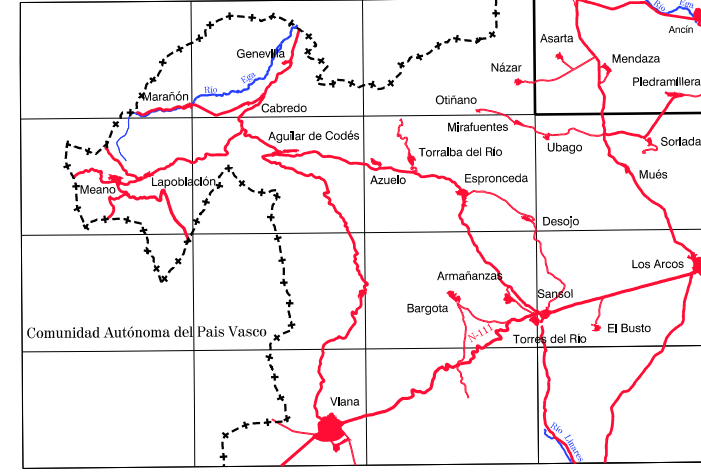 Río Ega
Ancín
Asarta
Genevilla
Mendaza
Názar
Río Ega
Piedramillera
Marañón
Otiñano
Cabredo
Mirafuentes
Aguilar de Codés
Ubago
Sorlada
Torralba del Río
Mués
Azuelo
Espronceda
Lapoblación
Meano
Desojo
Los Arcos
Armañanzas
Sansol
Bargota
El Busto
Comunidad Autónoma del Pais Vasco
N-111
Torres del Río
VIana
Río Linares